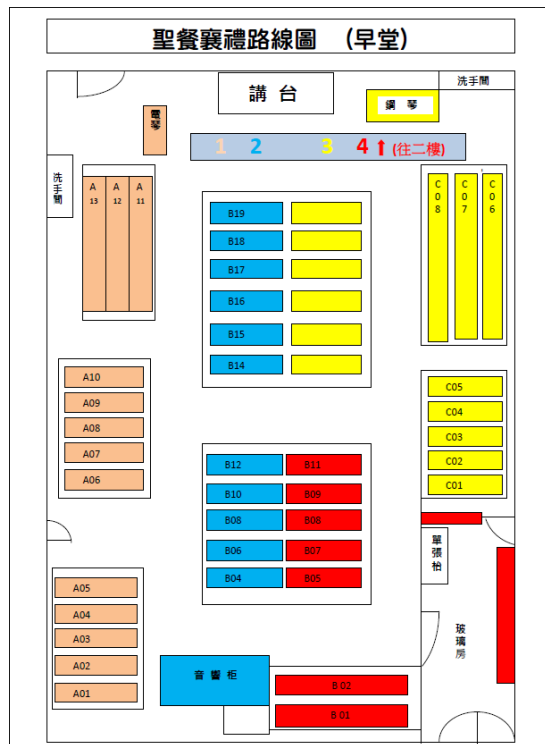 聖餐襄禮路線圖 (早堂)
講台
洗手間
鋼琴
電琴
1 2 3 4 (往二樓)
洗手間
A 13
A 12
A 11
C08
C07
C06
B19
B18
B17
B16
B15
B14
A10
A09
A08
A07
A06
C05
C04
C03
C02
C01
B12 B11
B10 B09
B08 B08
B06 B07
B04 B05
單張枱
玻璃房
A05
A04
A03
A02
A01
音響柜
B 02
B 01